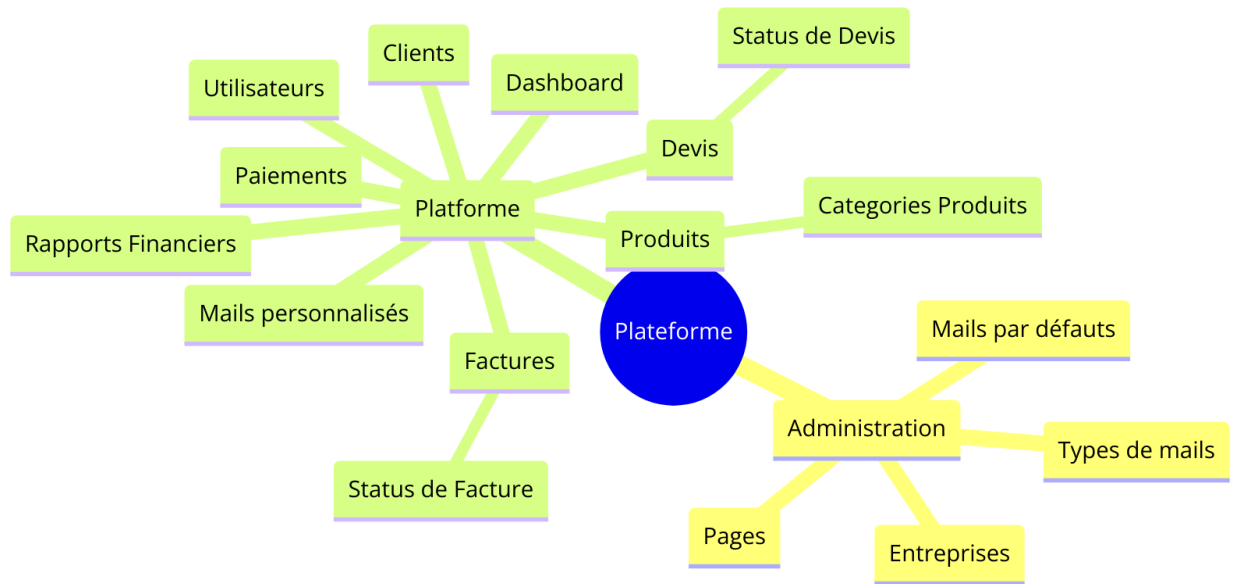 Status de Devis
Clients
Dashboard
Utilisateurs
Devis
Paiements
Platforme
Categories Produits
Produits
Rapports Financiers
Mails personnalisés
Plateforme
Mails par défauts
Factures
Administration
Types de mails
Status de Facture
Pages
Entreprises